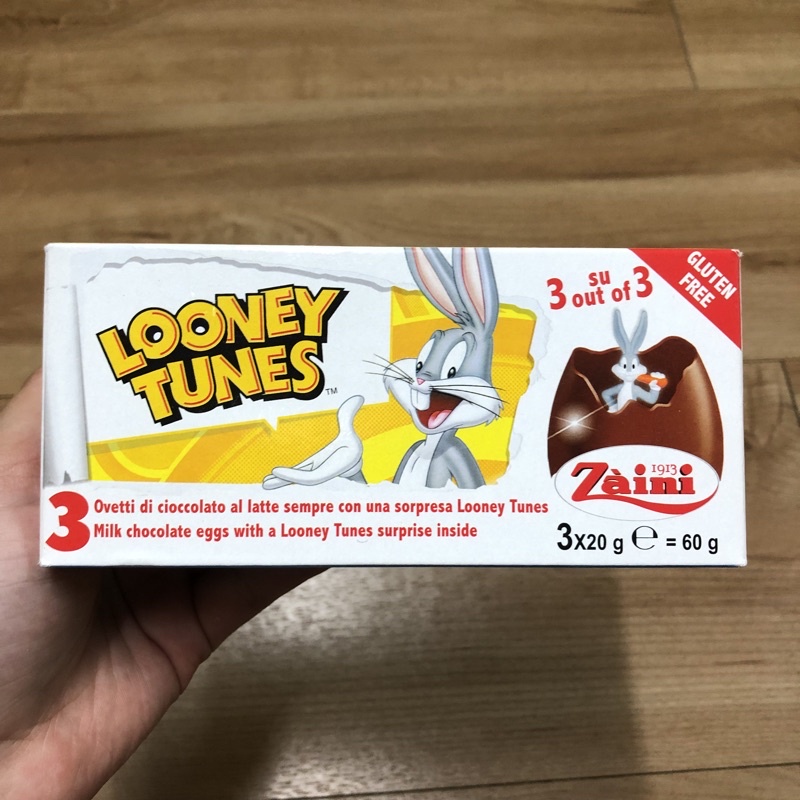 LOONEY
TUNES
TM
3 su 3
out of
GLUTEN
FREE
1913
Zàini
3 Ovetti di cioccolato al latte sempre con una sorpresa Looney Tunes
Milk chocolate eggs with a Looney Tunes surprise inside
3x20 g ℮ = 60 g